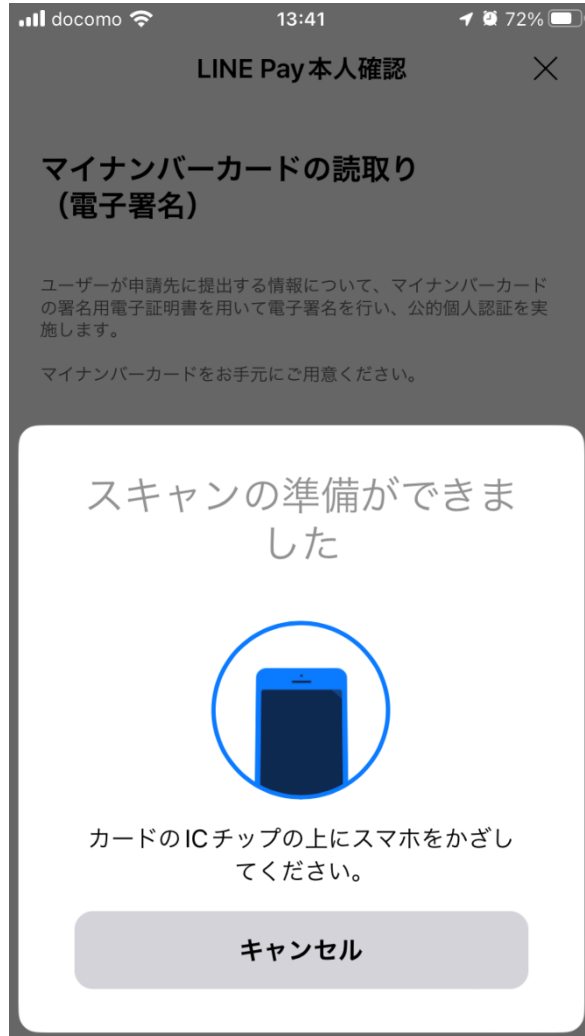 docomo 13:41 72%
LINE Pay本人確認
マイナンバーカードの読取り
（電子署名）
ユーザーが申請先に提出する情報について、マイナンバーカード
の署名用電子証明書を用いて電子署名を行い、公的個人認証を実
施します。
マイナンバーカードをお手元にご用意ください。
スキャンの準備ができま
した
カードのICチップの上にスマホをかざし
てください。
キャンセル